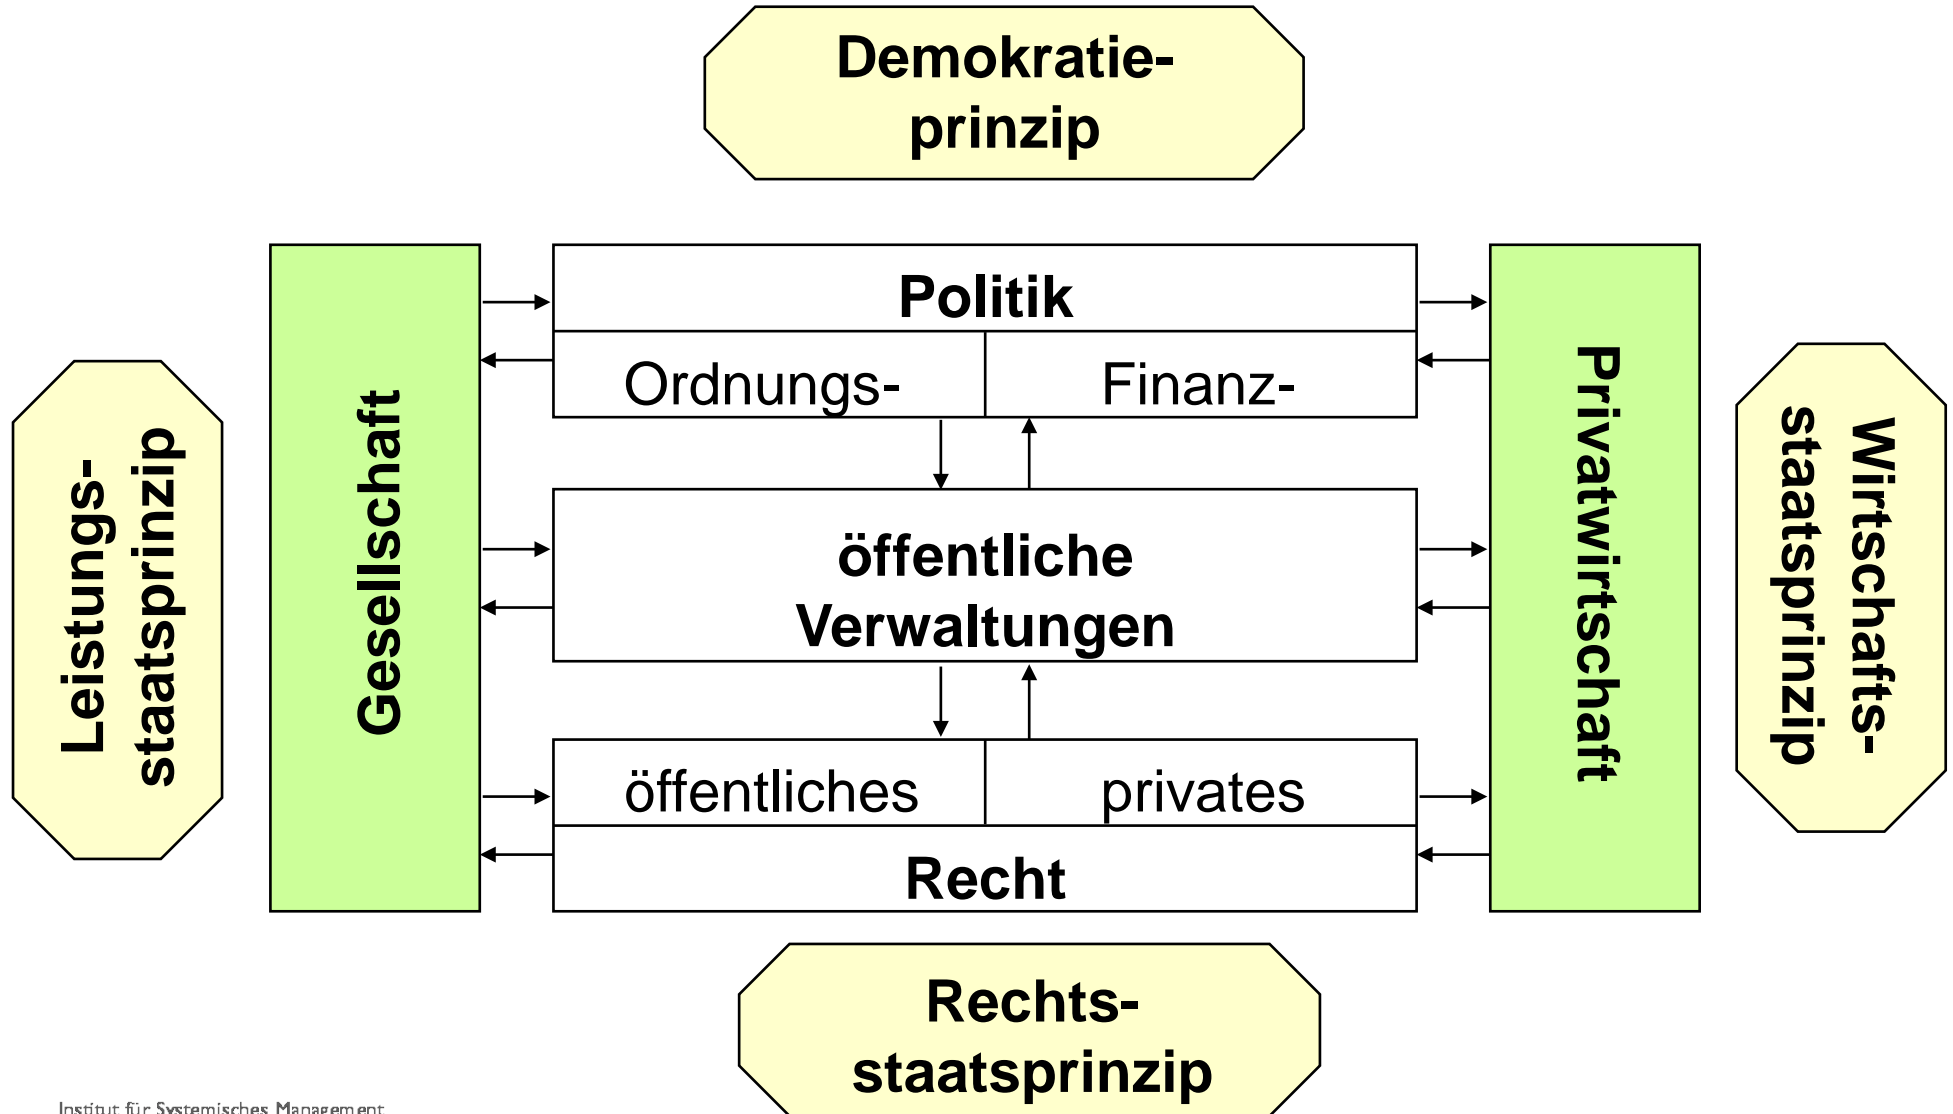 Demokratie-
prinzip
Leistungs-
staatsprinzip
Gesellschaft
Politik
Ordnungs-
Finanz-
öffentliche
Verwaltungen
öffentliches
privates
Recht
Privatwirtschaft
Wirtschafts-
staatsprinzip
Rechts-
staatsprinzip
Institut für Systemisches Management